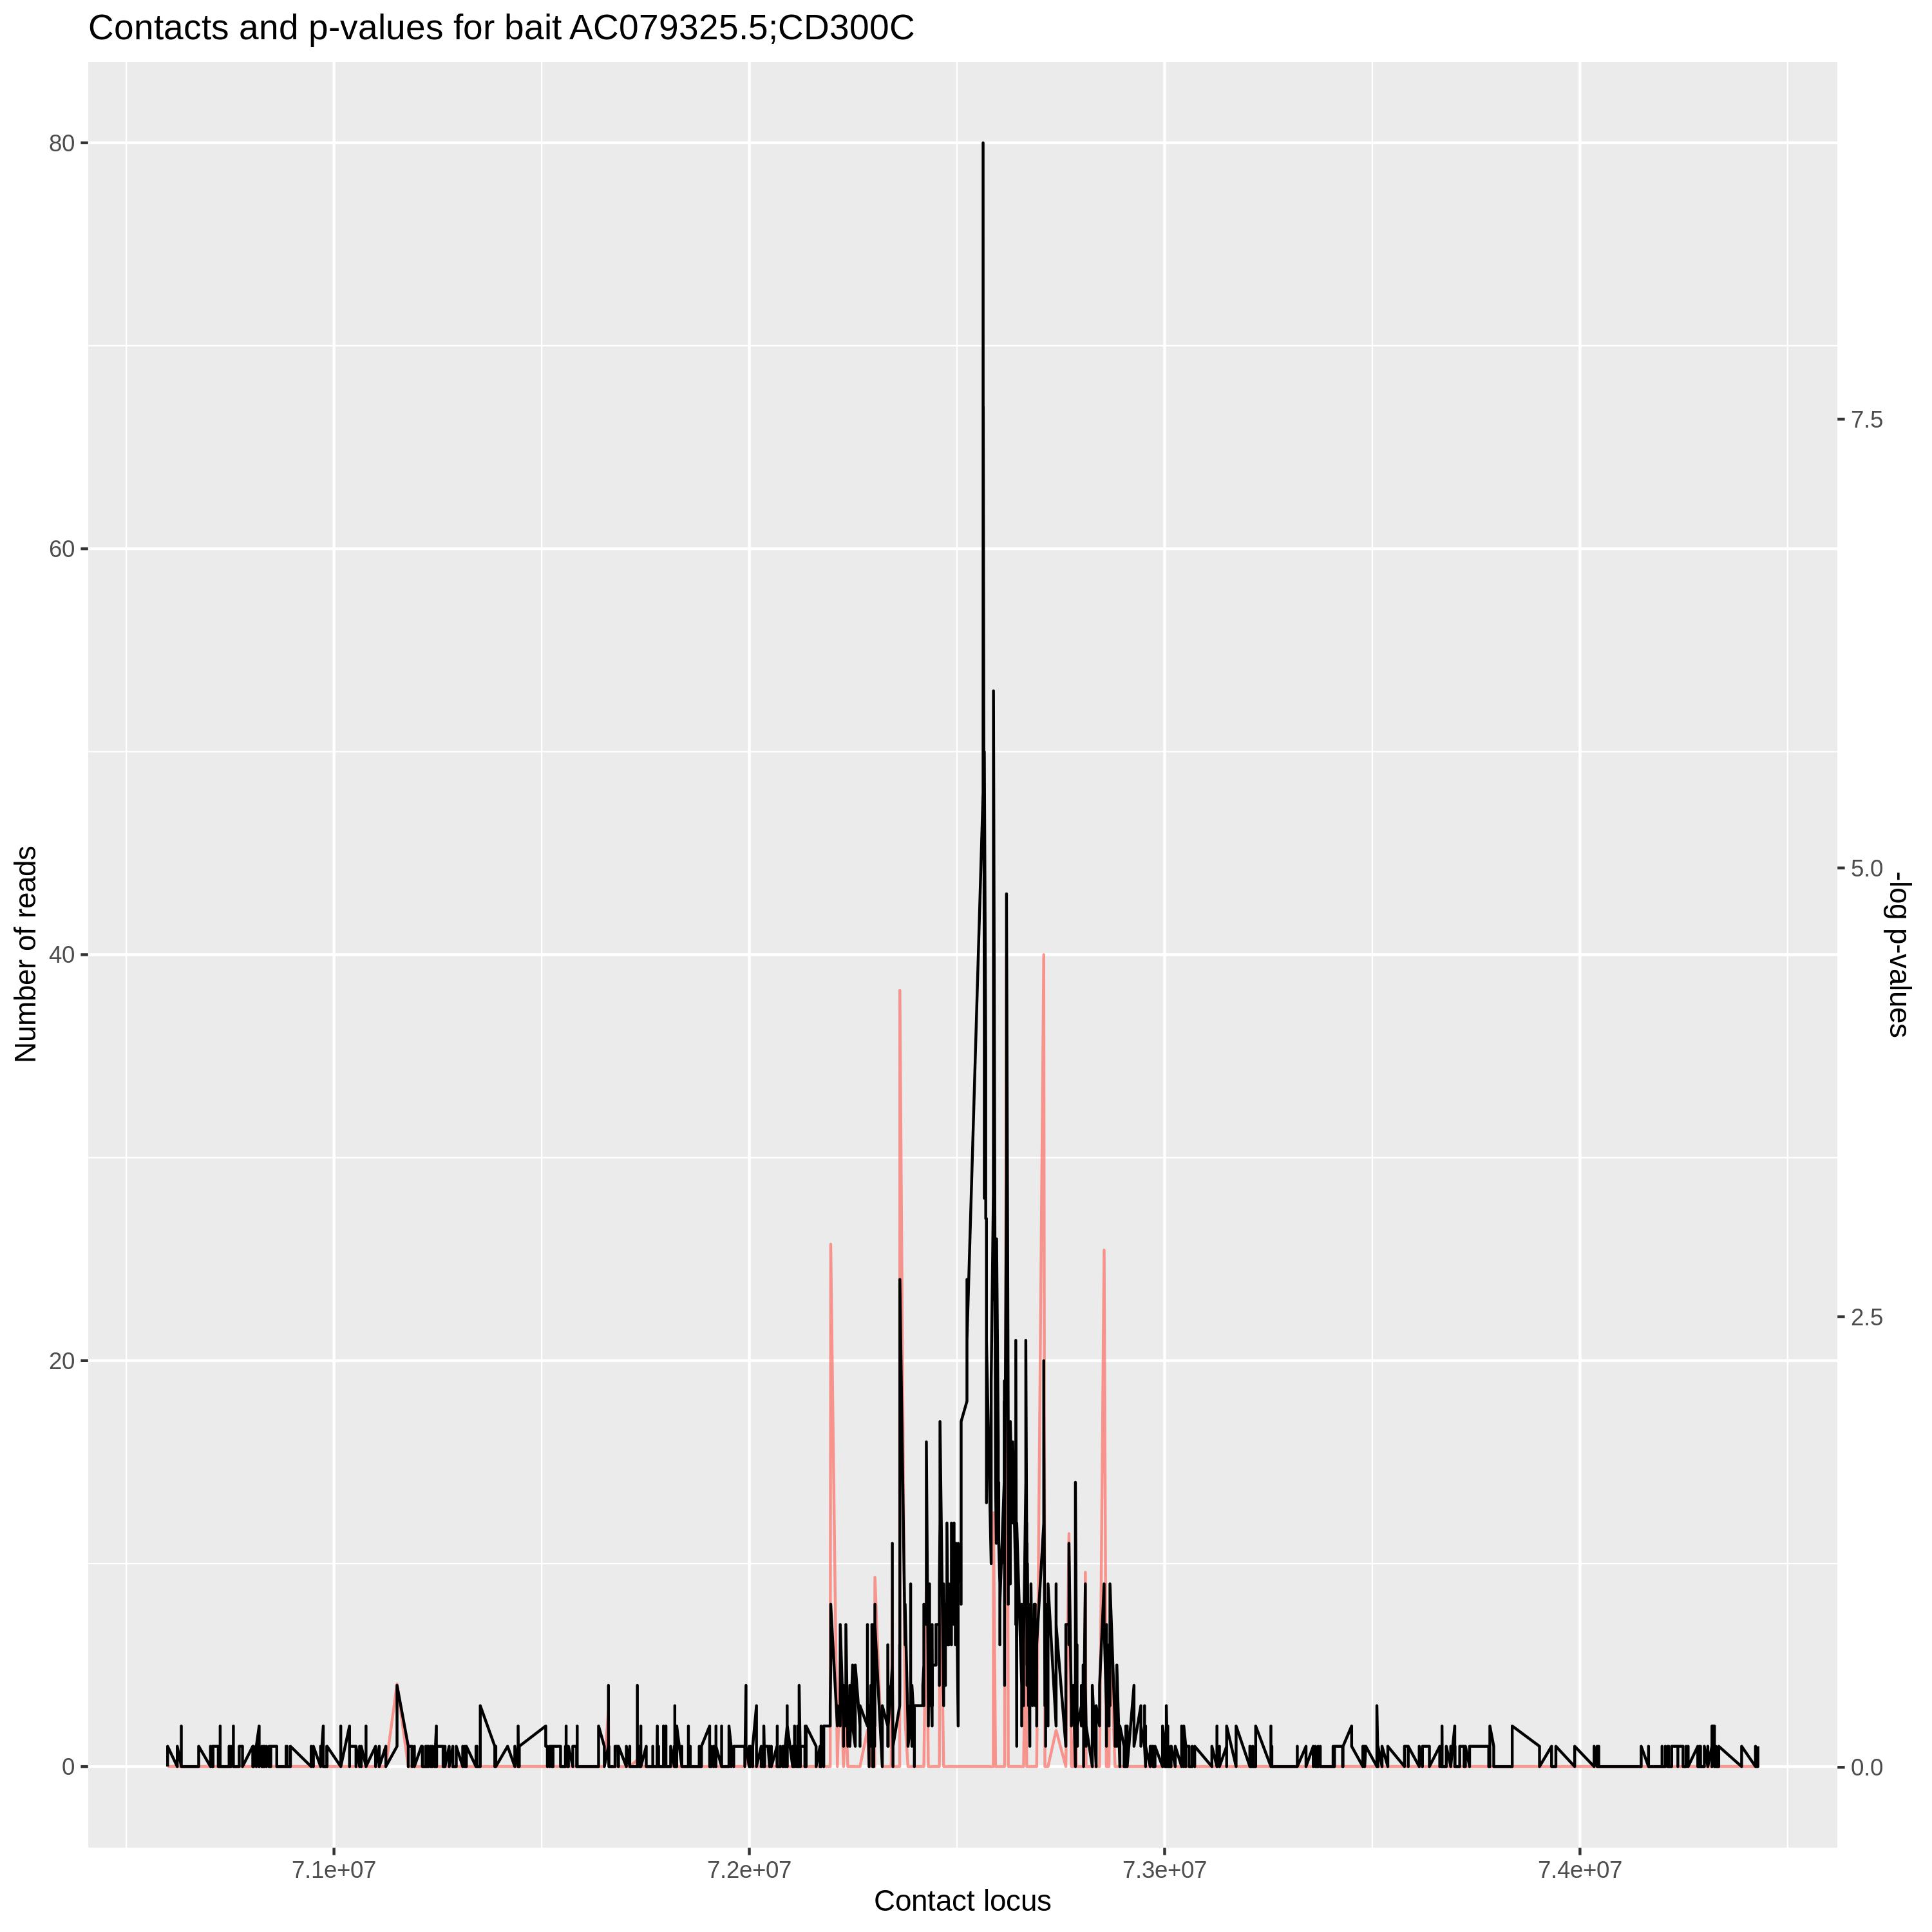 Contacts and p-values for bait AC079325.5;CD300C
80
60
40
20
0
Number of reads
7.5
5.0
2.5
0.0
-log p-values
7.1e+07
7.2e+07
7.3e+07
7.4e+07
Contact locus